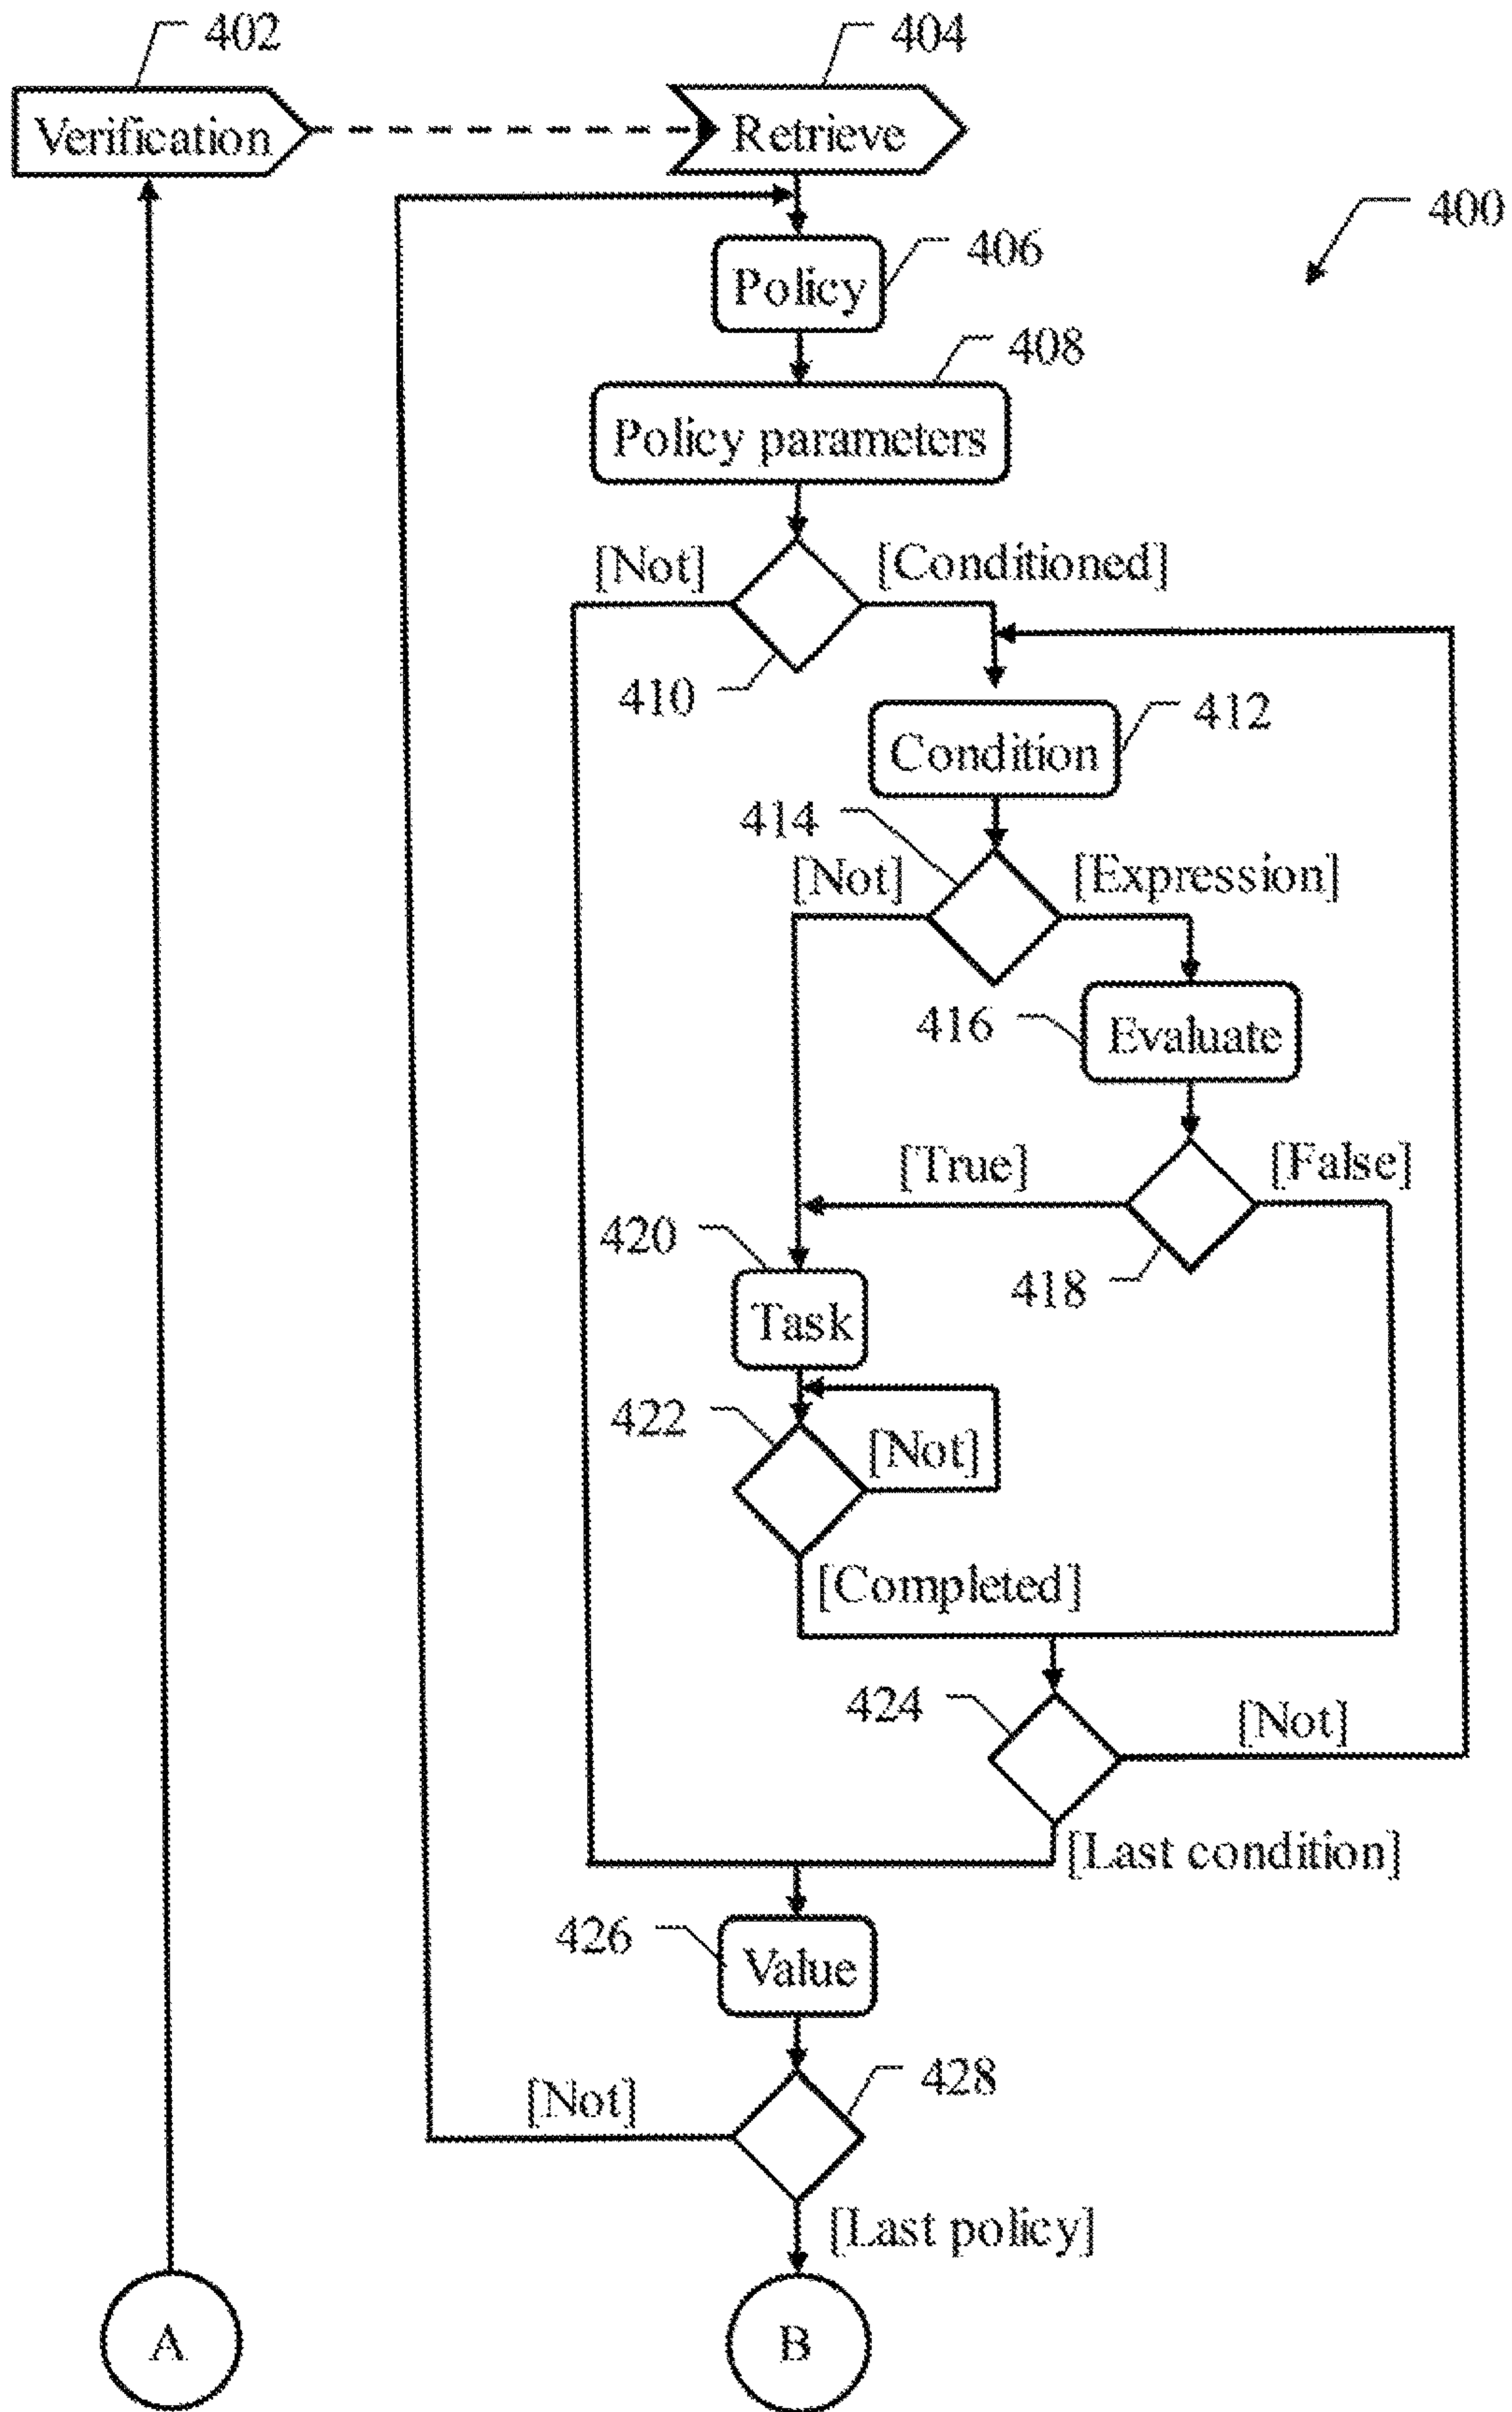 402
404
Verification
Retrieve
400
406
Policy
408
Policy parameters
[Not]
[Conditioned]
410
412
Condition
414
[Not]
[Expression]
416
Evaluate
[True]
[False]
420
418
Task
422
[Not]
[Completed]
424
[Not]
[Last condition]
426
Value
428
[Not]
[Last policy]
A
B